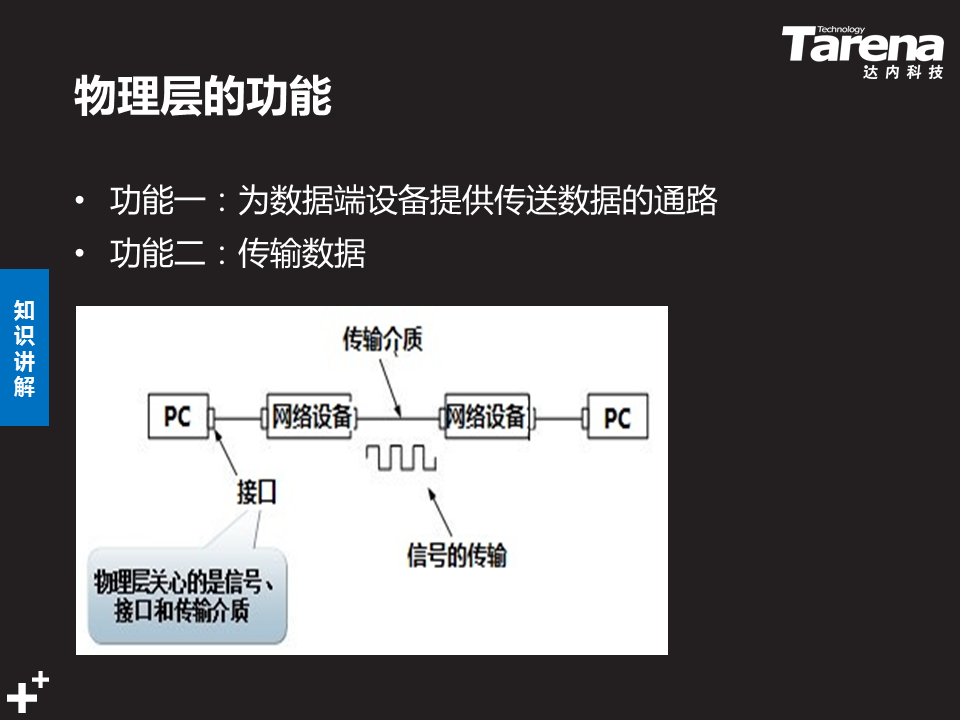 Technology
Tarena
达内科技
物理层的功能
• 功能一：为数据端设备提供传送数据的通路
• 功能二：传输数据
知识讲解
传输介质
PC
网络设备
网络设备
PC
接口
信号的传输
物理层关心的是信号、
接口和传输介质